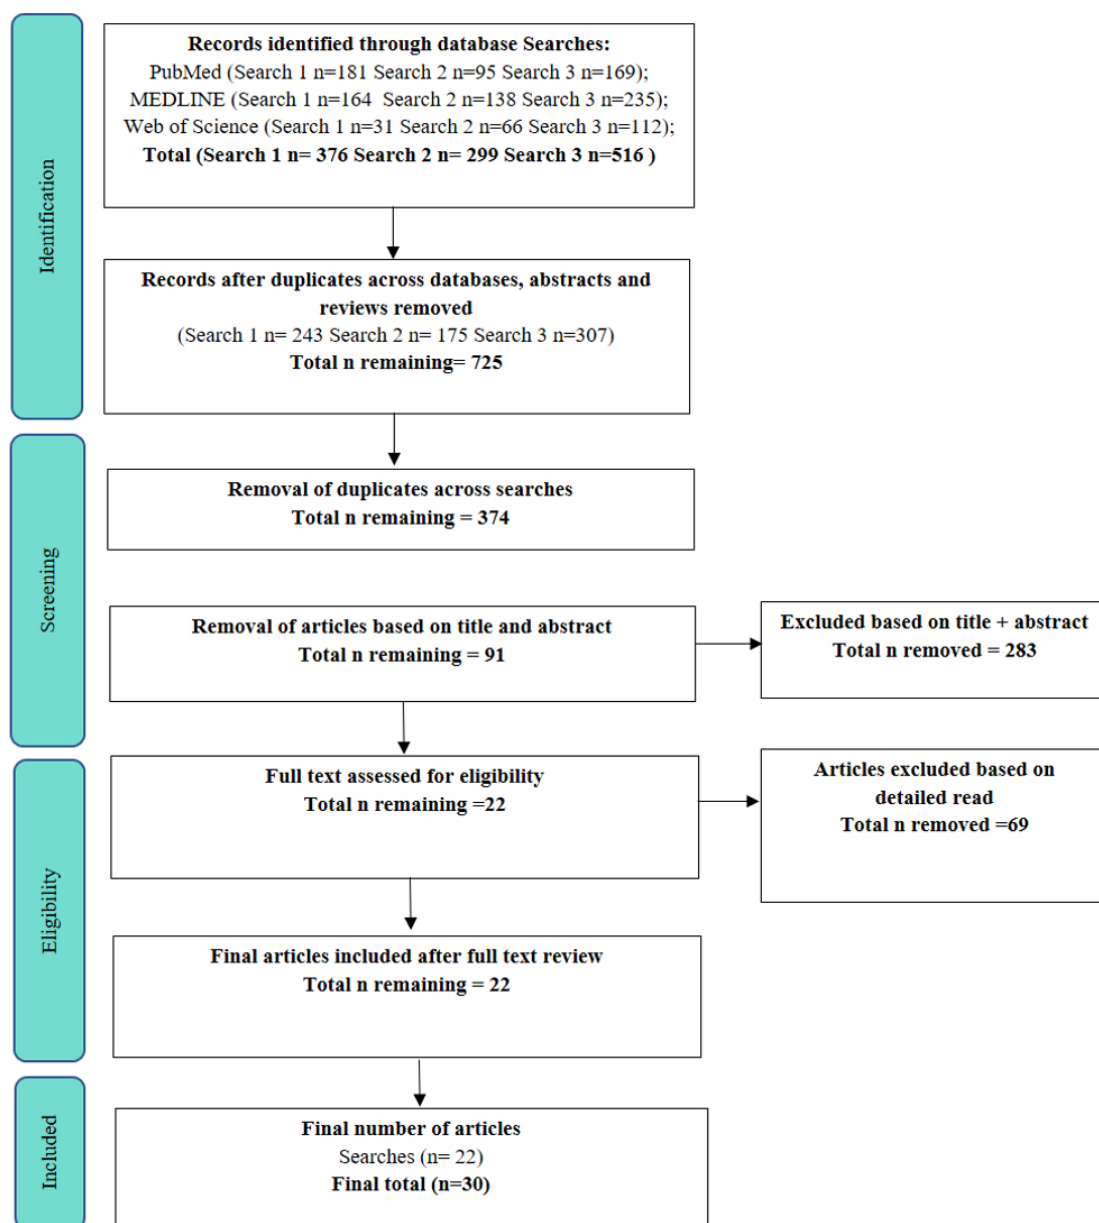 Identification
Records identified through database Searches:
PubMed (Search 1 n=181 Search 2 n=95 Search 3 n=169);
MEDLINE (Search 1 n=164  Search 2 n=138 Search 3 n=235);
Web of Science (Search 1 n=31 Search 2 n=66 Search 3 n=112);
Total (Search 1 n= 376 Search 2 n= 299 Search 3 n=516 )
Records after duplicates across databases, abstracts and
reviews removed
(Search 1 n= 243 Search 2 n= 175 Search 3 n=307)
Total n remaining= 725
Screening
Removal of duplicates across searches
Total n remaining = 374
Removal of articles based on title and abstract
Total n remaining = 91
Excluded based on title + abstract
Total n removed = 283
Eligibility
Full text assessed for eligibility
Total n remaining =22
Articles excluded based on
detailed read
Total n removed =69
Final articles included after full text review
Total n remaining = 22
Included
Final number of articles
Searches (n= 22)
Final total (n=30)